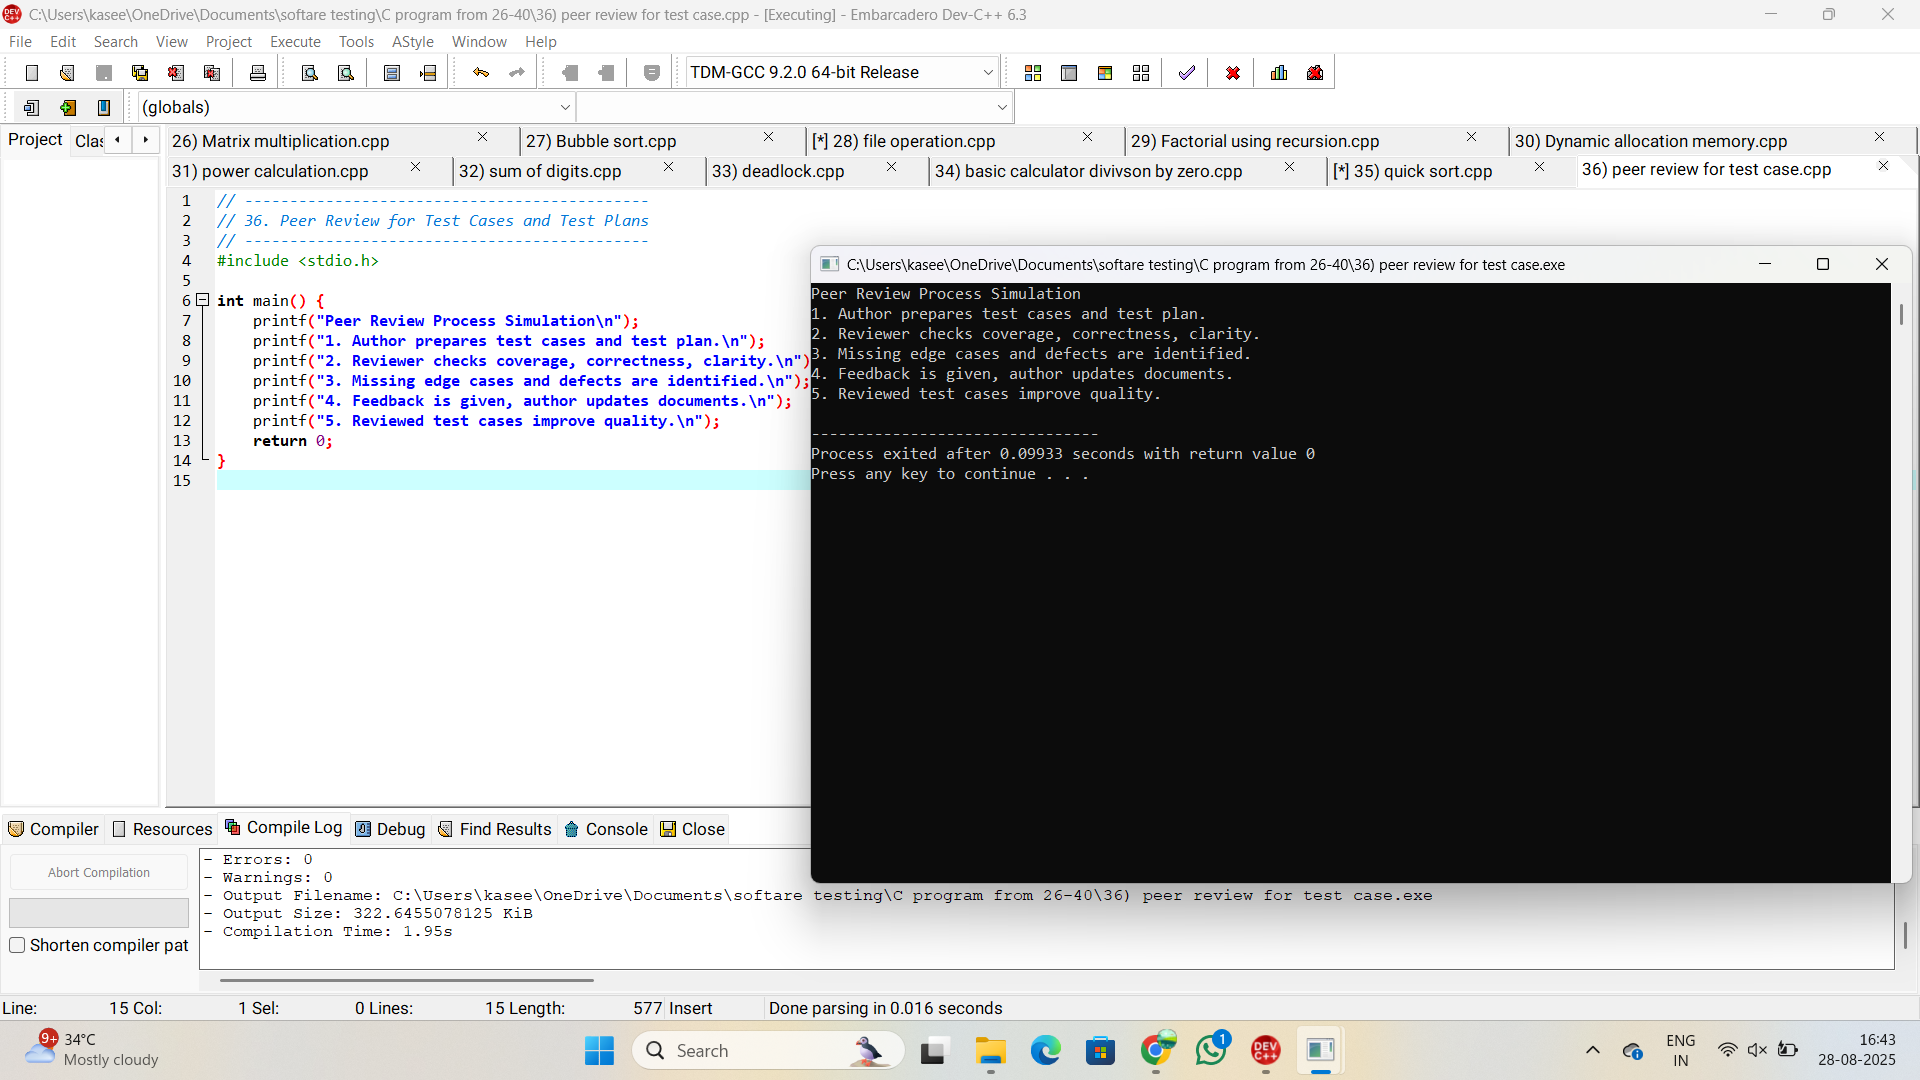 C:\Users\kasee\OneDrive\Documents\softare testing\C program from 26-40\36) peer review for test case.cpp - [Executing] - Embarcadero Dev-C++ 6.3
File Edit Search View Project Execute Tools AStyle Window Help
TDM-GCC 9.2.0 64-bit Release
(globals)
Project Clas
26) Matrix multiplication.cpp 27) Bubble sort.cpp [*] 28) file operation.cpp 29) Factorial using recursion.cpp 30) Dynamic allocation memory.cpp
31) power calculation.cpp 32) sum of digits.cpp 33) deadlock.cpp 34) basic calculator divivson by zero.cpp [*] 35) quick sort.cpp 36) peer review for test case.cpp
1 // ---------------------------------------------
2 // 36. Peer Review for Test Cases and Test Plans
3 // ---------------------------------------------
4 #include <stdio.h>
5
6 int main() {
7 printf("Peer Review Process Simulation\n");
8 printf("1. Author prepares test cases and test plan.\n");
9 printf("2. Reviewer checks coverage, correctness, clarity.\n")
10 printf("3. Missing edge cases and defects are identified.\n");
11 printf("4. Feedback is given, author updates documents.\n");
12 printf("5. Reviewed test cases improve quality.\n");
13 return 0;
14 }
15
C:\Users\kasee\OneDrive\Documents\softare testing\C program from 26-40\36) peer review for test case.exe
Peer Review Process Simulation
1. Author prepares test cases and test plan.
2. Reviewer checks coverage, correctness, clarity.
3. Missing edge cases and defects are identified.
4. Feedback is given, author updates documents.
5. Reviewed test cases improve quality.
--------------------------------
Process exited after 0.09933 seconds with return value 0
Press any key to continue . . .
Compiler Resources Compile Log Debug Find Results Console Close
Abort Compilation
Shorten compiler pat
- Errors: 0
- Warnings: 0
- Output Filename: C:\Users\kasee\OneDrive\Documents\softare testing\C program from 26-40\36) peer review for test case.exe
- Output Size: 322.6455078125 KiB
- Compilation Time: 1.95s
Line: 15 Col: 1 Sel: 0 Lines: 15 Length: 577 Insert Done parsing in 0.016 seconds
9+
34°C
Mostly cloudy
Search
DEV C++
1
ENG
IN
16:43
28-08-2025